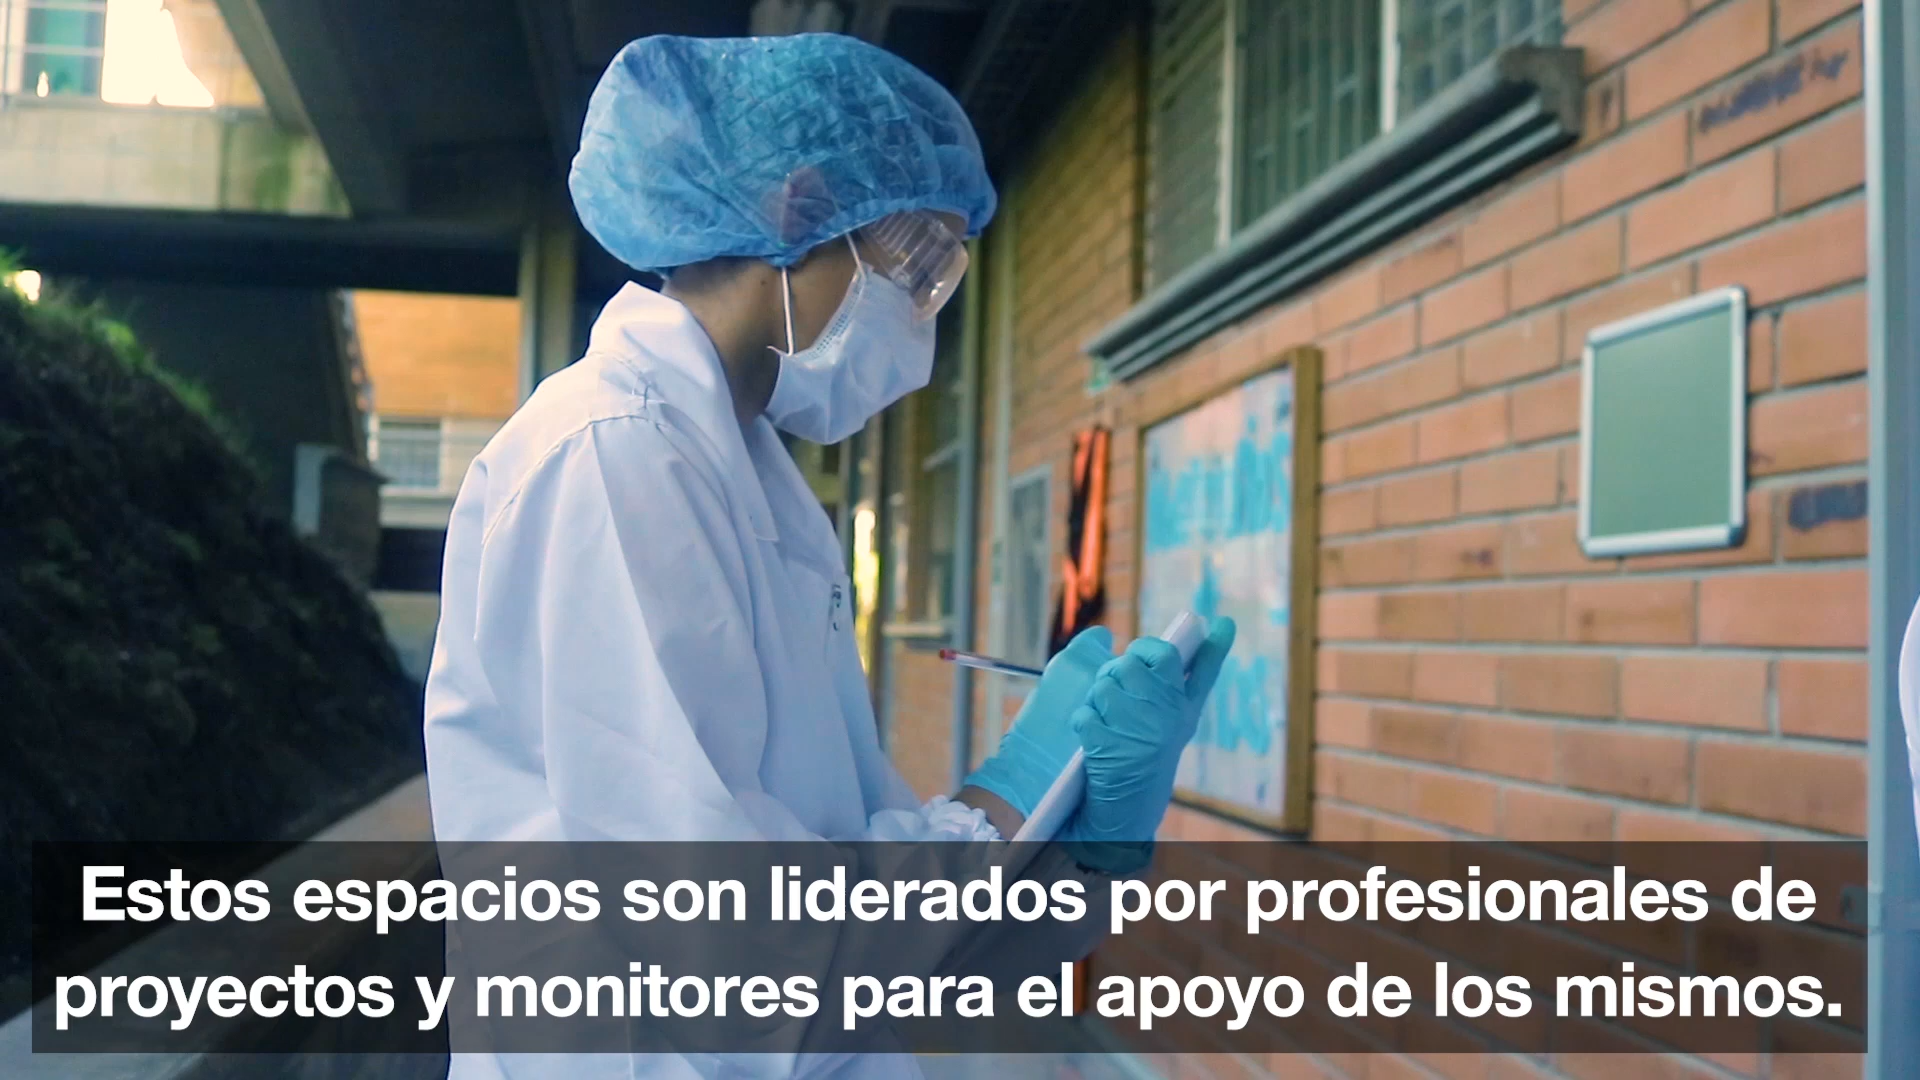 Estos espacios son liderados por profesionales de
proyectos y monitores para el apoyo de los mismos.